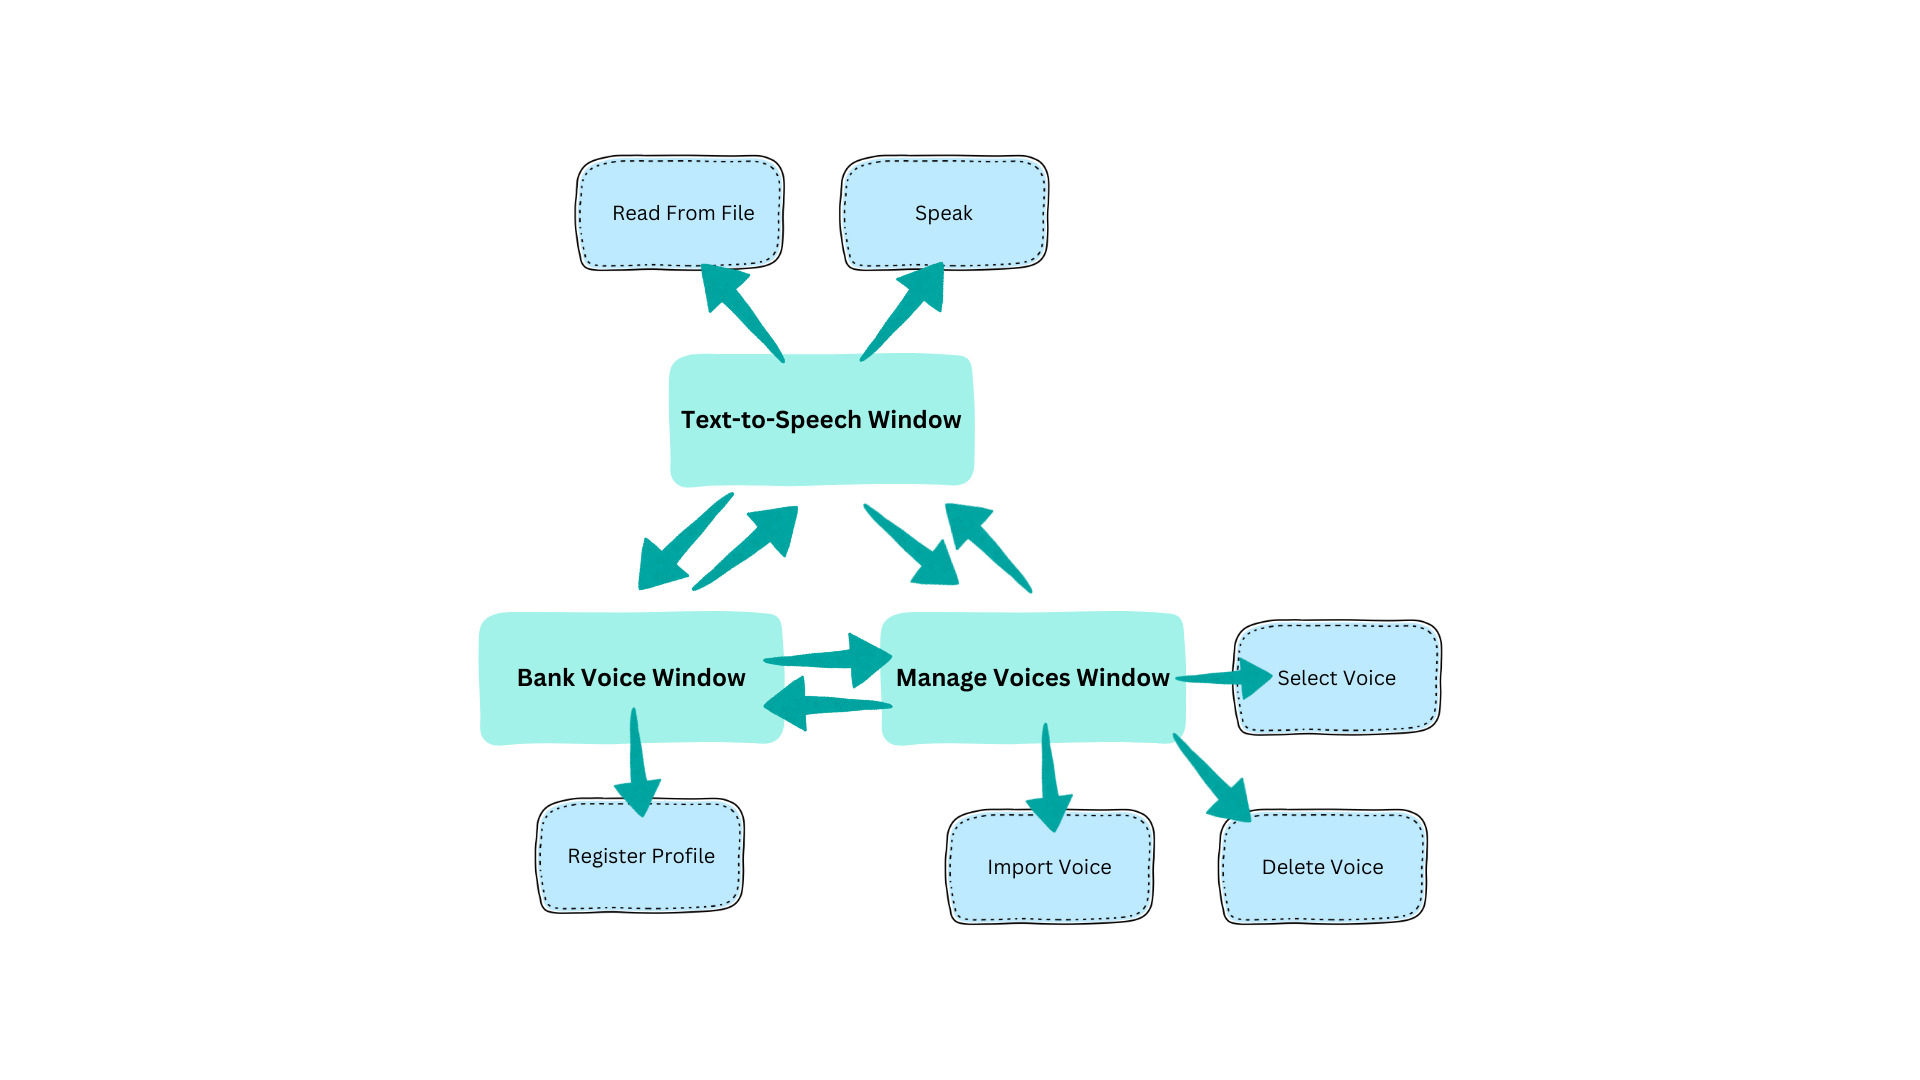 Read From File
Speak
Text-to-Speech Window
Bank Voice Window
Manage Voices Window
Select Voice
Register Profile
Import Voice
Delete Voice